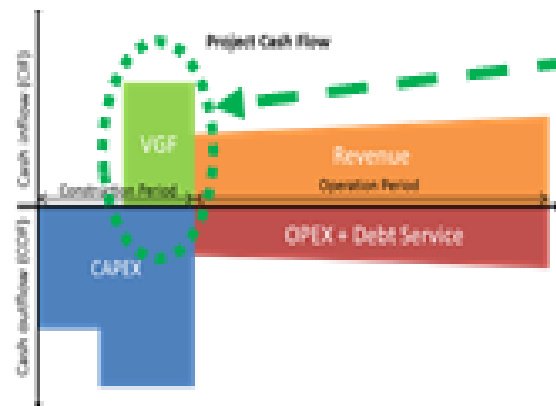 Project Cash Flow
Cash inflow (CIF)
VGF
Revenue
Construction Period
Operation Period
Cash outflow (COF)
CAPEX
OPEX + Debt Service